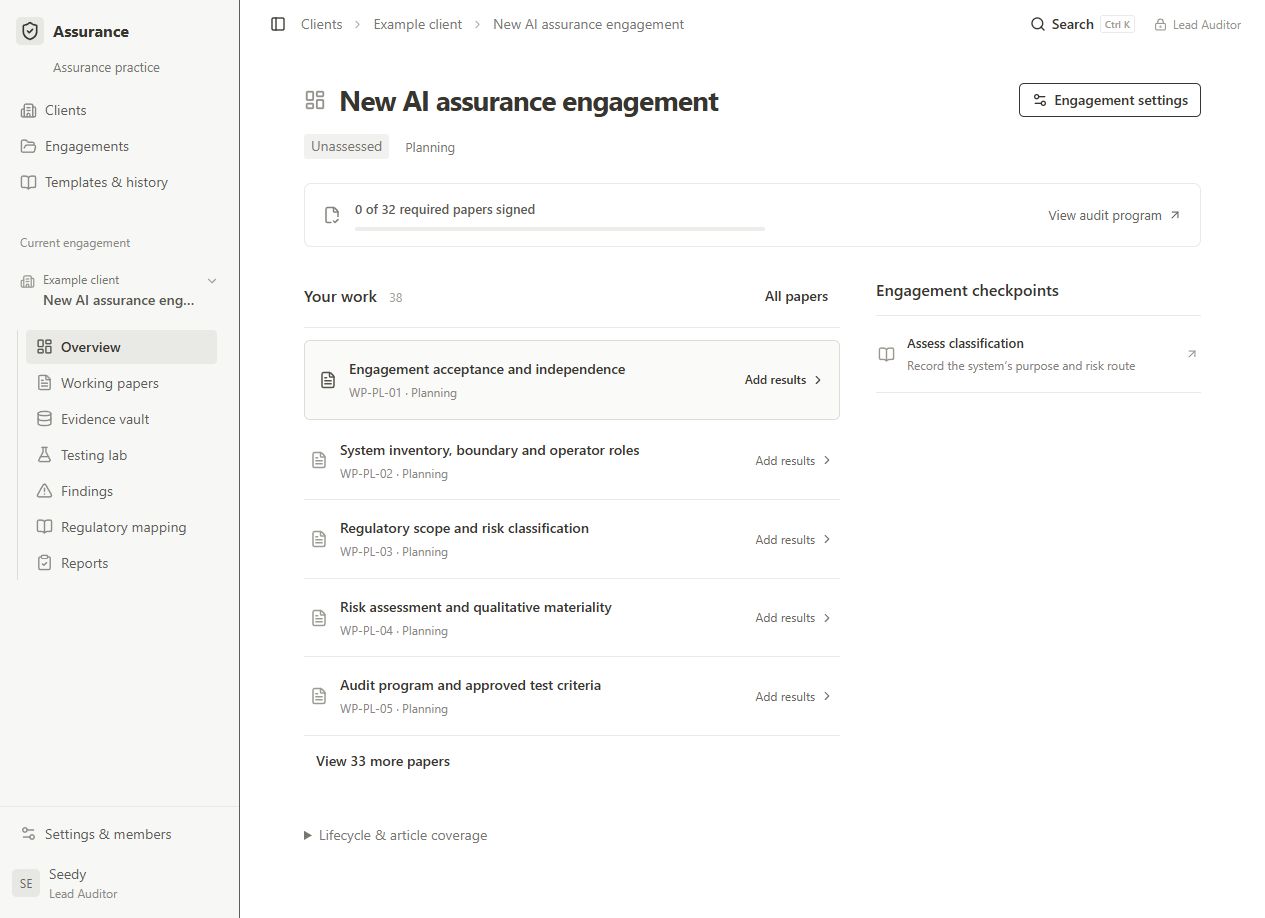 Assurance
Assurance practice
Clients
Engagements
Templates & history
Current engagement
Example client
New AI assurance eng...
Overview
Working papers
Evidence vault
Testing lab
Findings
Regulatory mapping
Reports
Settings & members
SE
Seedy
Lead Auditor
Clients > Example client > New AI assurance engagement
Search Ctrl K
Lead Auditor
New AI assurance engagement
Engagement settings
Unassessed Planning
0 of 32 required papers signed
View audit program
Your work 38
All papers
Engagement acceptance and independence
WP-PL-01 · Planning
Add results
System inventory, boundary and operator roles
WP-PL-02 · Planning
Add results
Regulatory scope and risk classification
WP-PL-03 · Planning
Add results
Risk assessment and qualitative materiality
WP-PL-04 · Planning
Add results
Audit program and approved test criteria
WP-PL-05 · Planning
Add results
View 33 more papers
Lifecycle & article coverage
Engagement checkpoints
Assess classification
Record the system's purpose and risk route